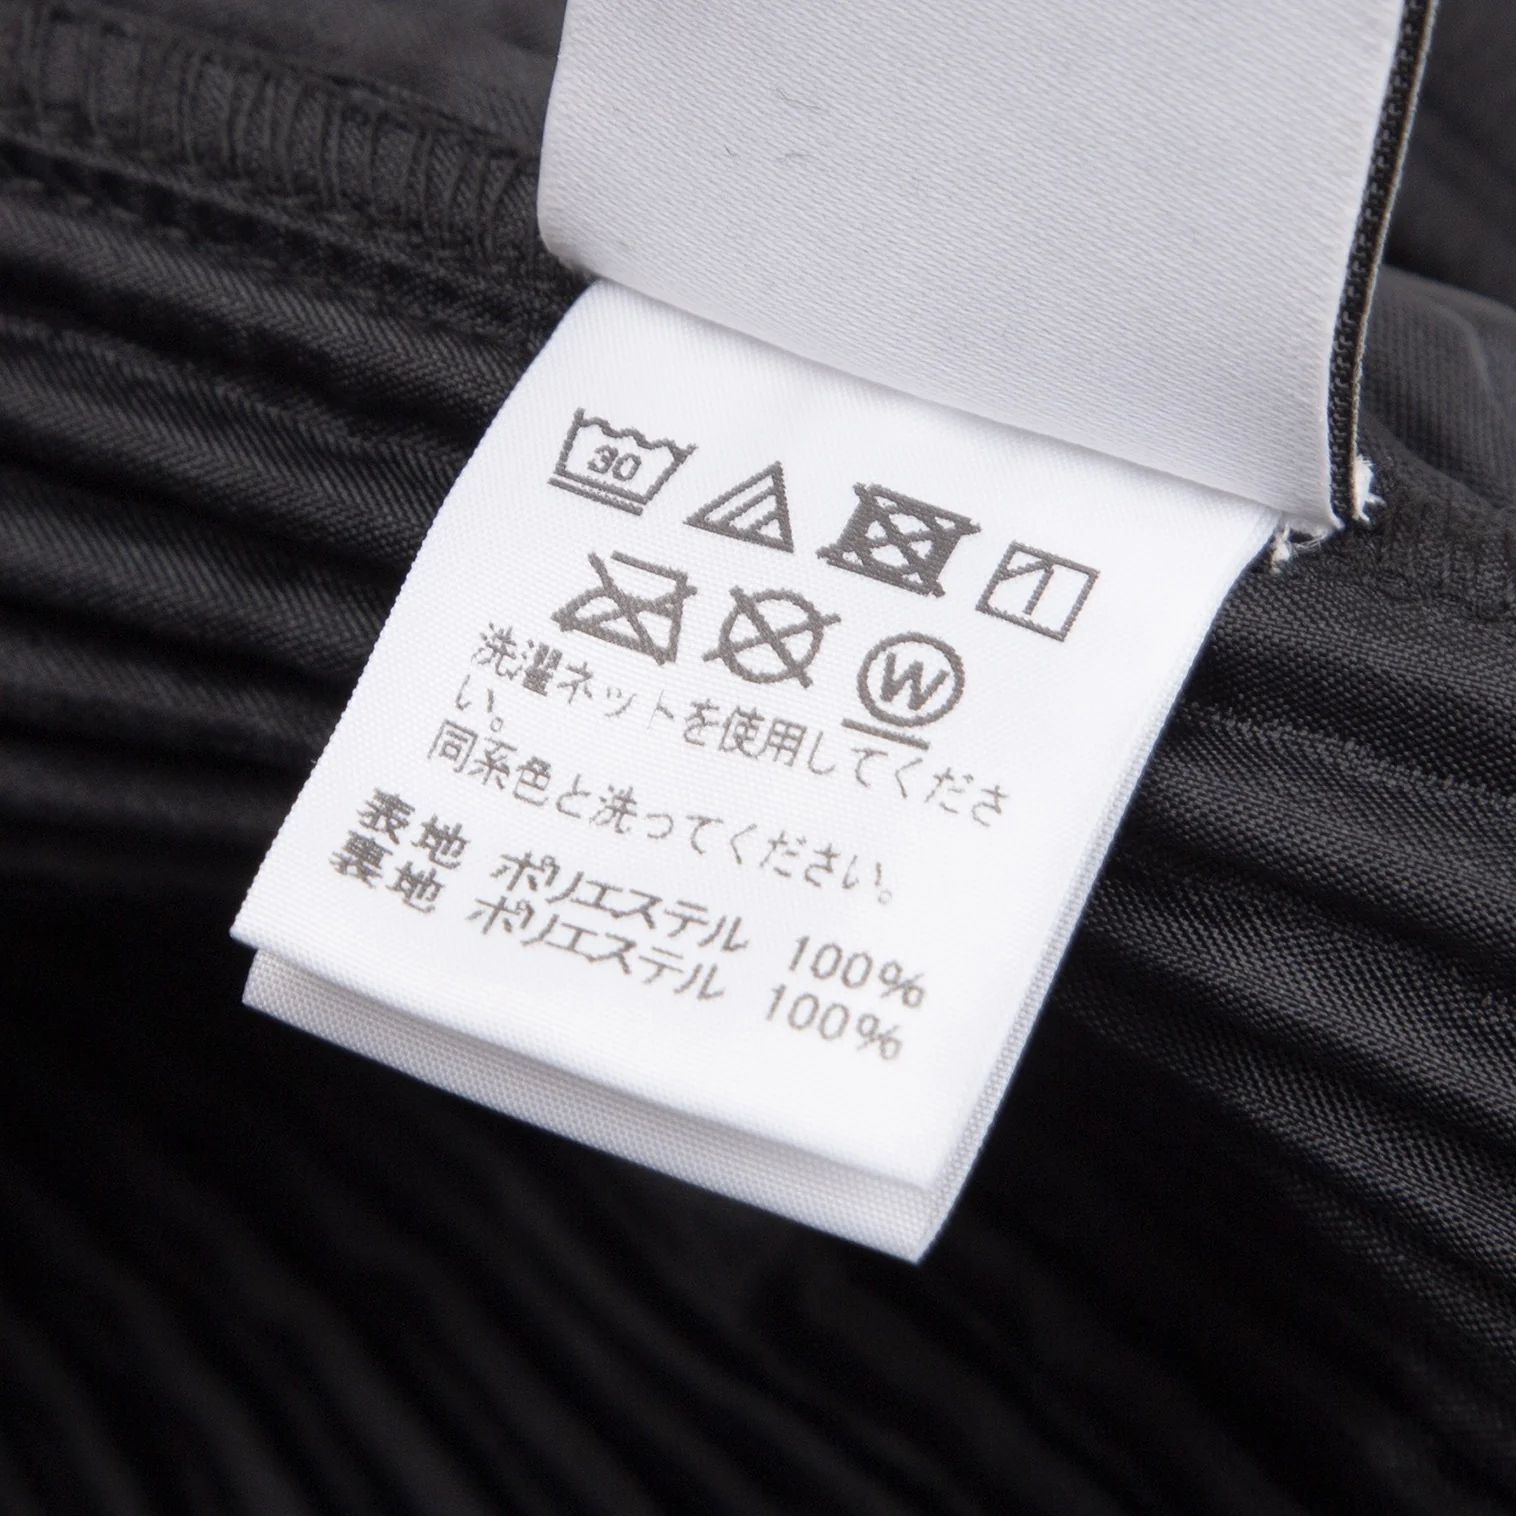 30
W
洗濯ネットを使用してくださ
い。
同系色と洗ってください。
表地 ポリエステル 100%
裏地 ポリエステル 100%